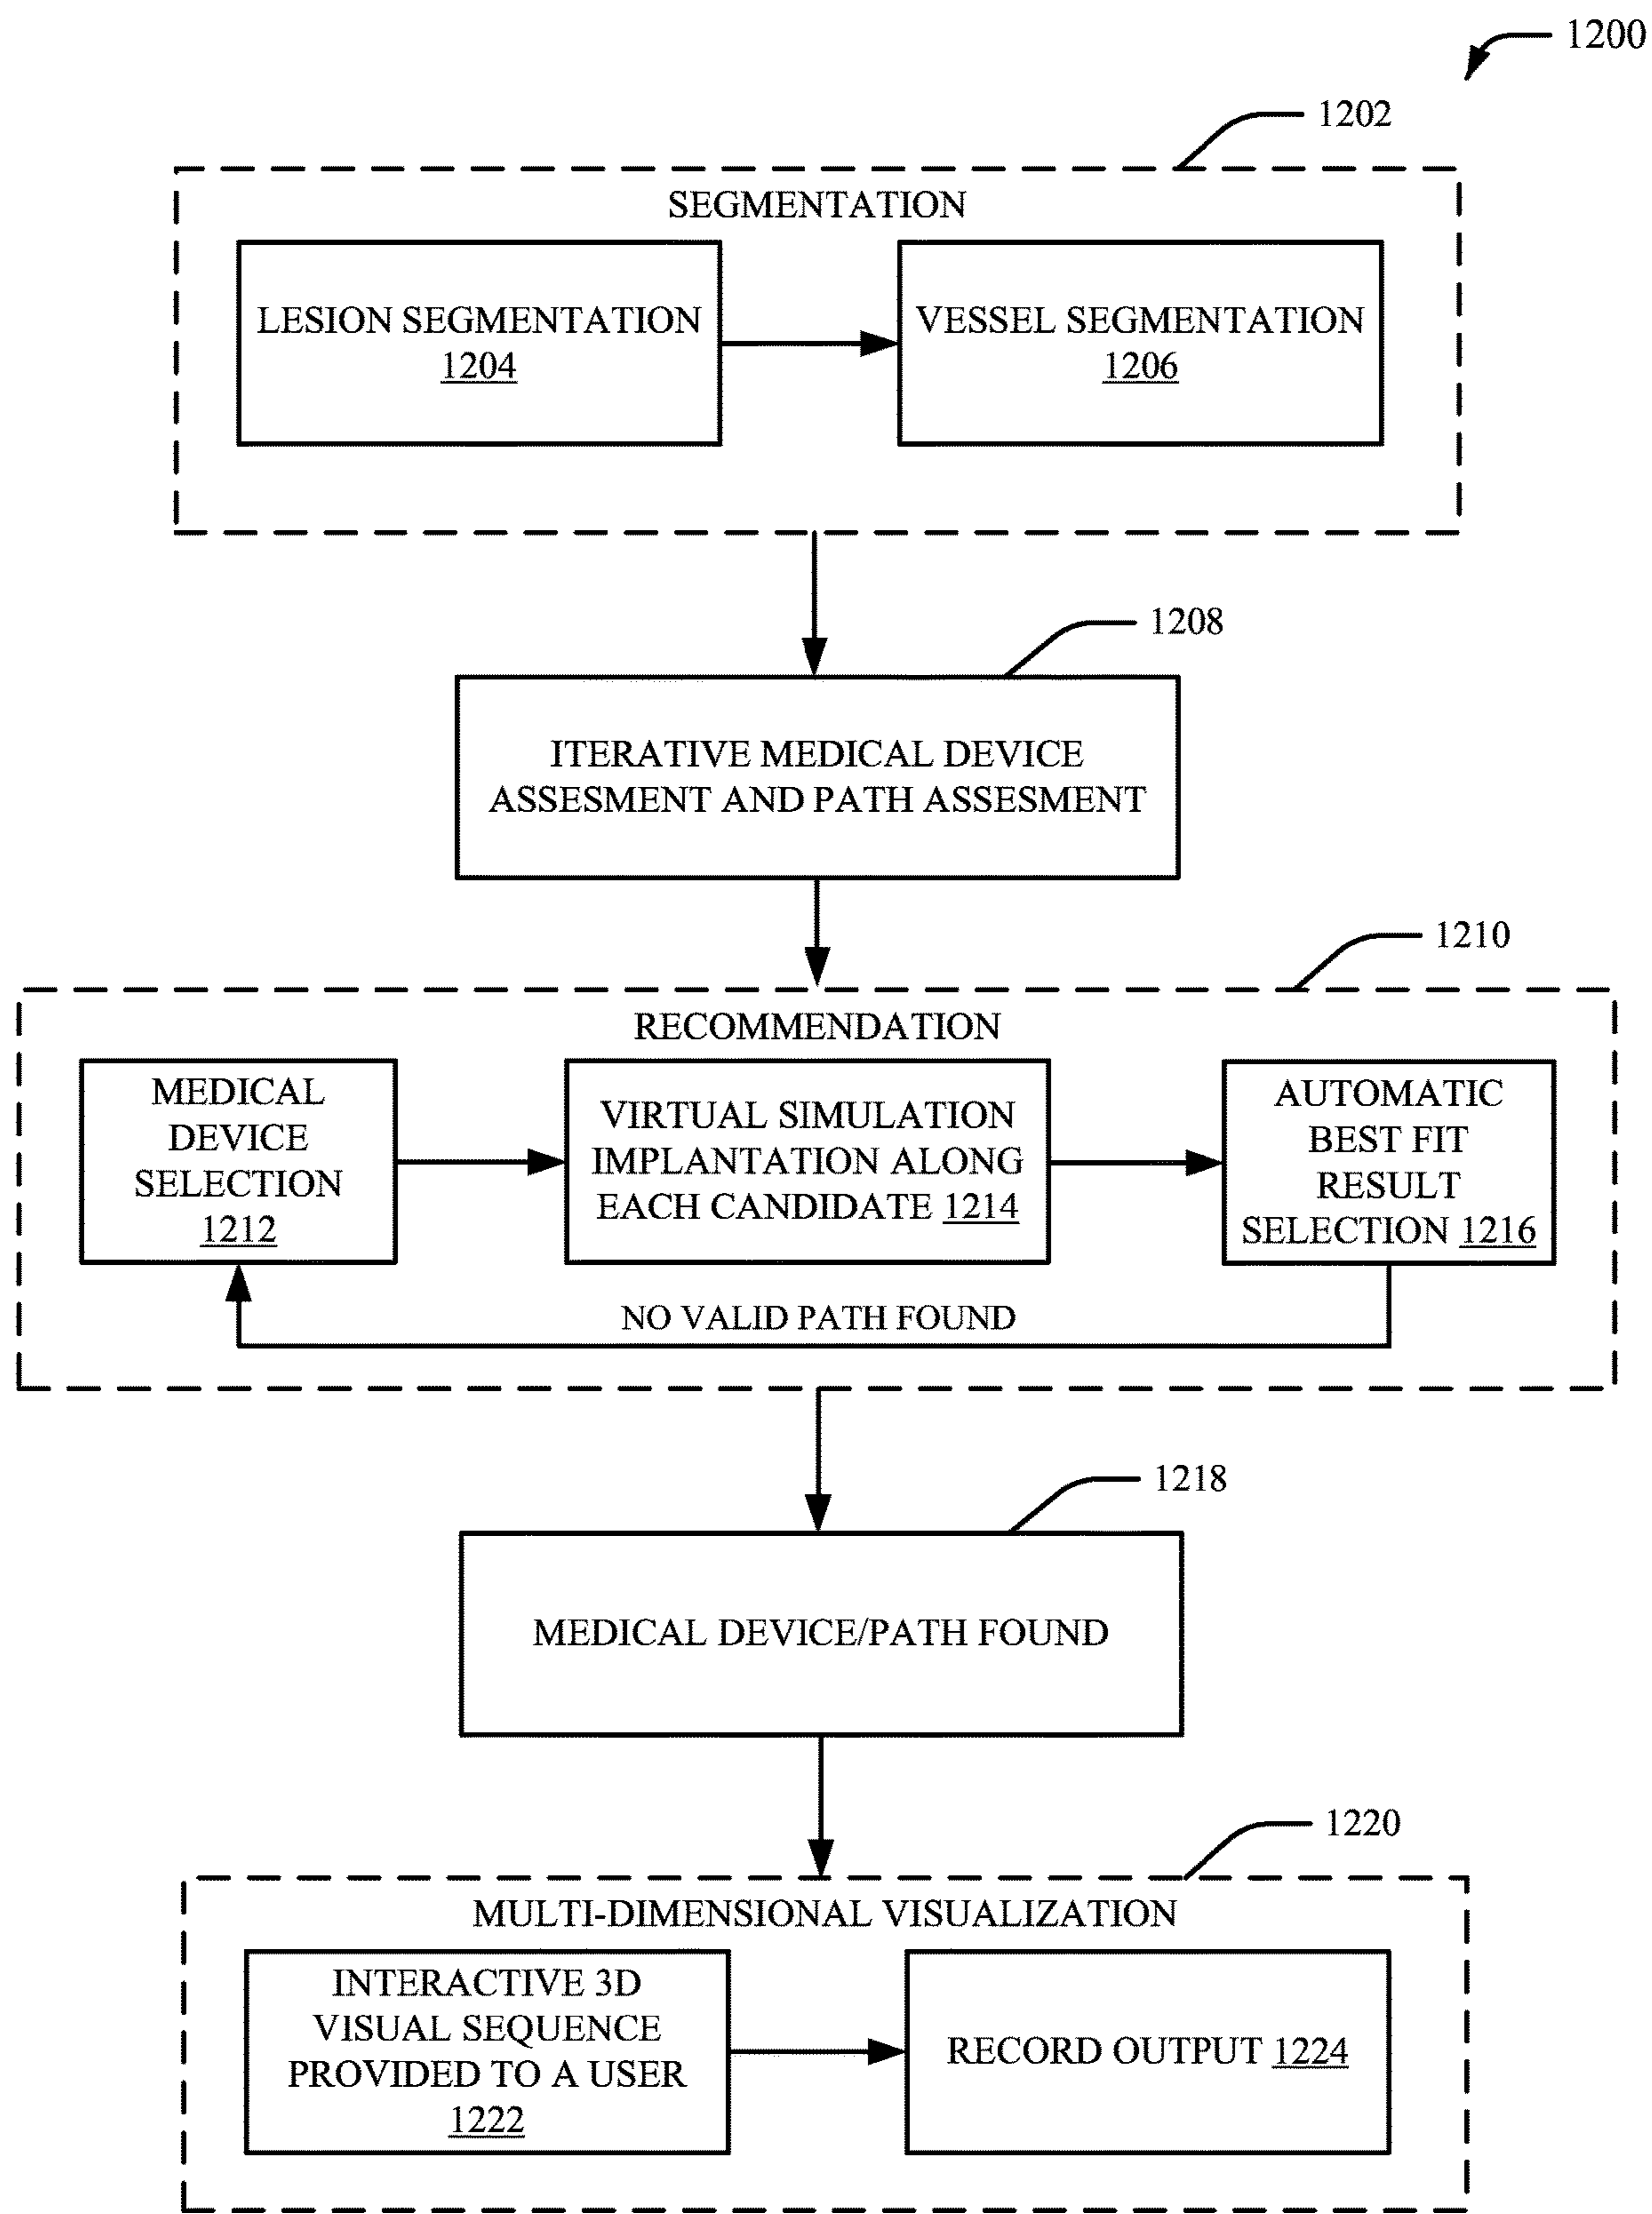 1200
1202
SEGMENTATION
LESION SEGMENTATION
1204
VESSEL SEGMENTATION
1206
1208
ITERATIVE MEDICAL DEVICE
ASSESMENT AND PATH ASSESMENT
1210
RECOMMENDATION
MEDICAL
DEVICE
SELECTION
1212
VIRTUAL SIMULATION
IMPLANTATION ALONG
EACH CANDIDATE 1214
AUTOMATIC
BEST FIT
RESULT
SELECTION 1216
NO VALID PATH FOUND
1218
MEDICAL DEVICE/PATH FOUND
1220
MULTI-DIMENSIONAL VISUALIZATION
INTERACTIVE 3D
VISUAL SEQUENCE
PROVIDED TO A USER
1222
RECORD OUTPUT 1224